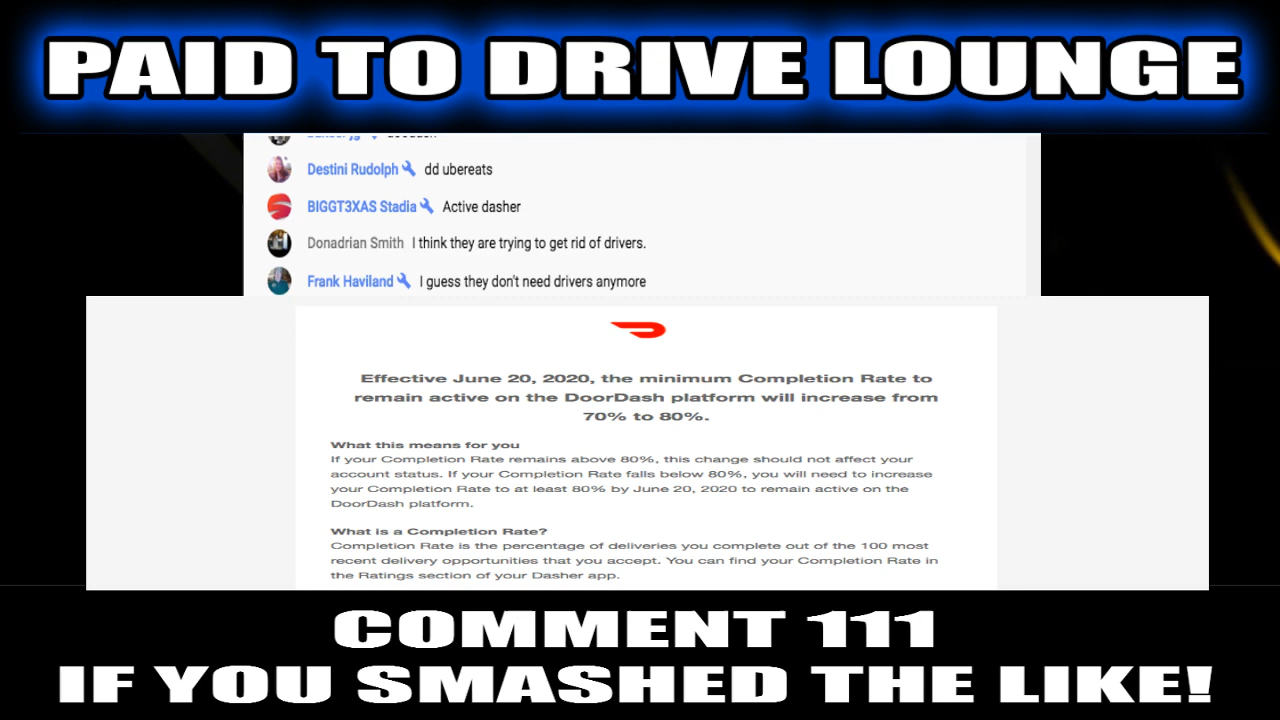 PAID TO DRIVE LOUNGE
Destini Rudolph dd ubereats
BIGGT3XAS Stadia Active dasher
Donadrian Smith I think they are trying to get rid of drivers.
Frank Haviland I guess they don't need drivers anymore
Effective June 20, 2020, the minimum Completion Rate to
remain active on the DoorDash platform will increase from
70% to 80%.
What this means for you
If your Completion Rate remains above 80%, this change should not affect your
account status. If your Completion Rate falls below 80%, you will need to increase
your Completion Rate to at least 80% by June 20, 2020 to remain active on the
DoorDash platform.
What is a Completion Rate?
Completion Rate is the percentage of deliveries you complete out of the 100 most
recent delivery opportunities that you accept. You can find your Completion Rate in
the Ratings section of your Dasher app.
COMMENT 111
IF YOU SMASHED THE LIKE!